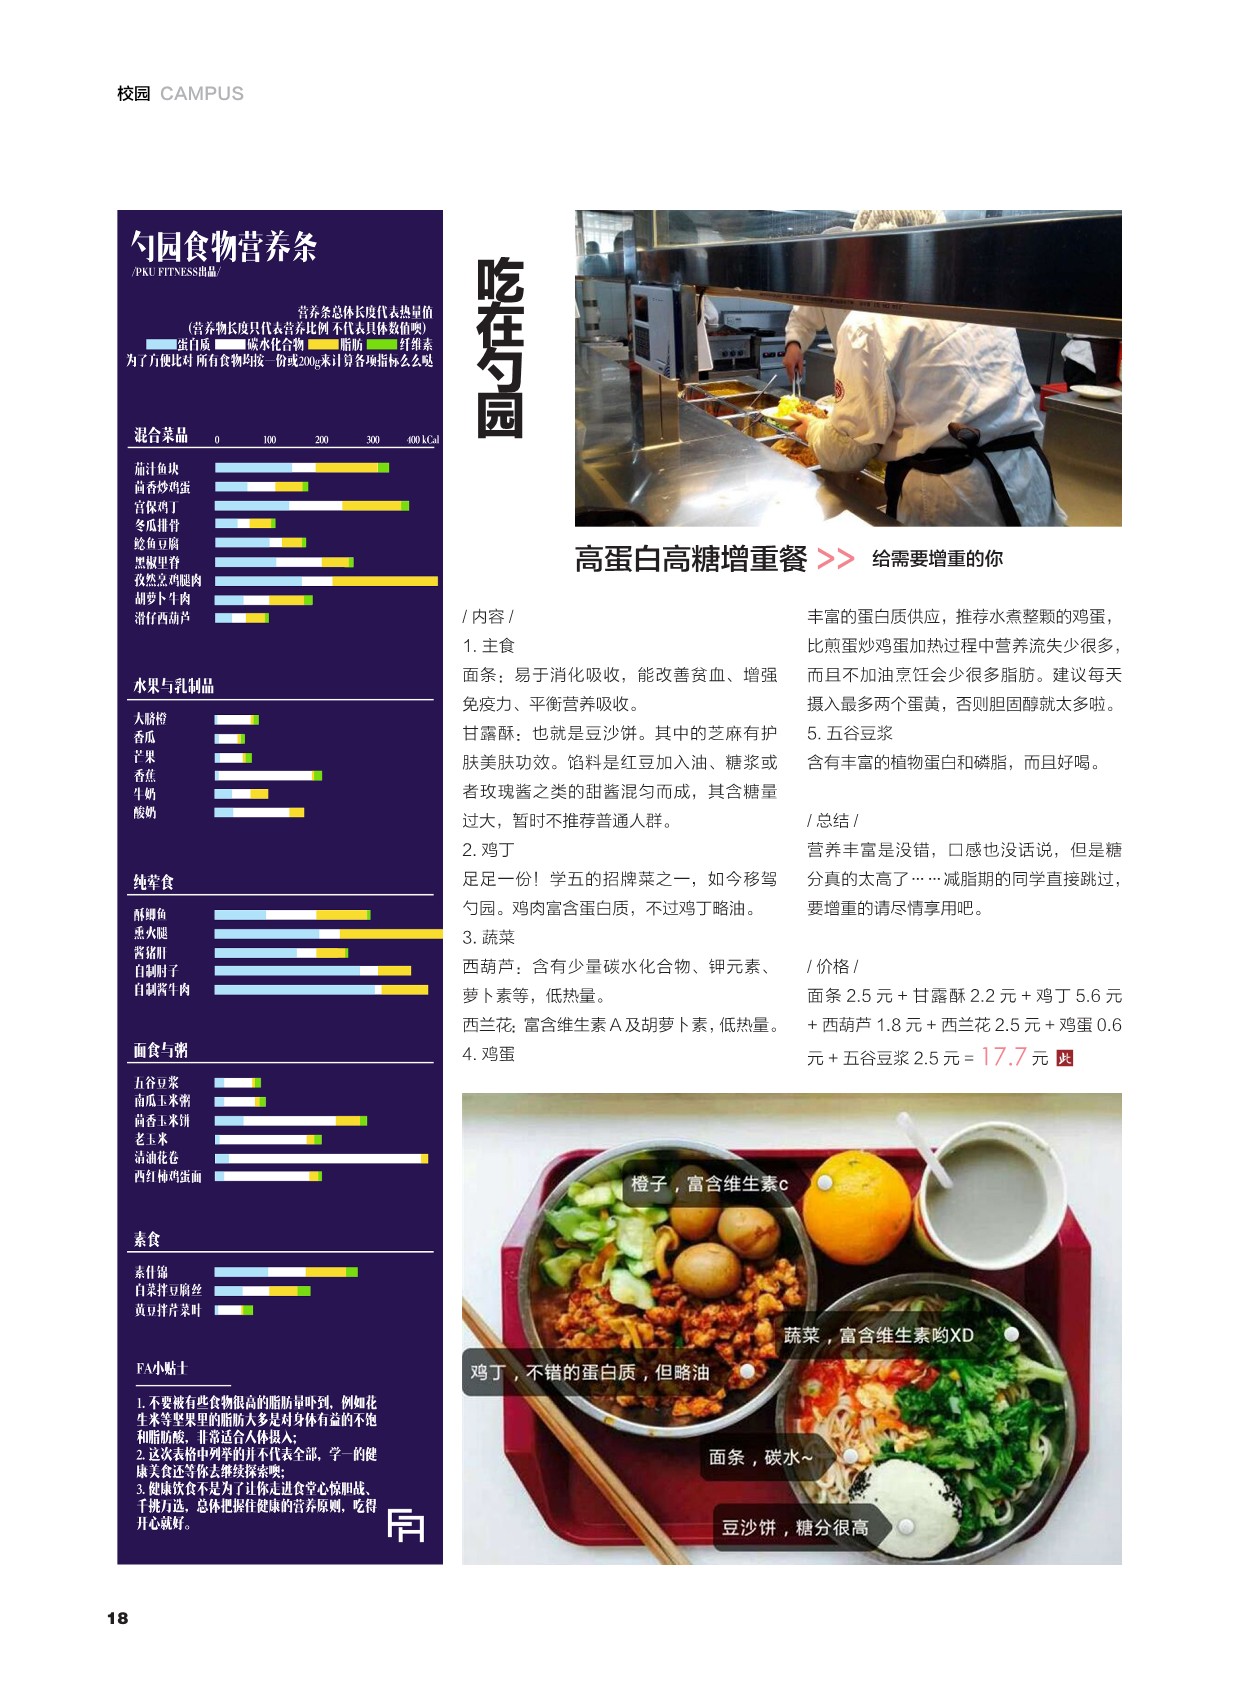 校园 CAMPUS
勺园食物营养条
/PKU FITNESS出品/
营养条总体长度代表热量值
(营养物长度只代表营养比例 不代表具体数值噢)
蛋白质 碳水化合物 脂肪 纤维素
为了方便比对 所有食物均按一份或200g来计算各项指标么么哒
混合菜品 0 100 200 300 400 kCal
茄汁鱼块
茴香炒鸡蛋
宫保鸡丁
冬瓜排骨
鲶鱼豆腐
黑椒里脊
孜然烹鸡腿肉
胡萝卜牛肉
滑仔西葫芦
水果与乳制品
大脐橙
香瓜
芒果
香蕉
牛奶
酸奶
纯荤食
酥鲫鱼
熏火腿
酱猪肝
自制肘子
自制酱牛肉
面食与粥
五谷豆浆
南瓜玉米粥
茴香玉米饼
老玉米
清油花卷
西红柿鸡蛋面
素食
素什锦
白菜拌豆腐丝
黄豆拌芹菜叶
FA小贴士
1. 不要被有些食物很高的脂肪量吓到，例如花
生米等坚果里的脂肪大多是对身体有益的不饱
和脂肪酸，非常适合人体摄入；
2. 这次表格中列举的并不代表全部，学一的健
康美食还等你去继续探索噢；
3. 健康饮食不是为了让你走进食堂心惊胆战、
千挑万选，总体把握住健康的营养原则，吃得
开心就好。
FA
吃在勺园
高蛋白高糖增重餐 >> 给需要增重的你
/ 内容 /
1. 主食
面条：易于消化吸收，能改善贫血、增强
免疫力、平衡营养吸收。
甘露酥：也就是豆沙饼。其中的芝麻有护
肤美肤功效。馅料是红豆加入油、糖浆或
者玫瑰酱之类的甜酱混匀而成，其含糖量
过大，暂时不推荐普通人群。
2. 鸡丁
足足一份！学五的招牌菜之一，如今移驾
勺园。鸡肉富含蛋白质，不过鸡丁略油。
3. 蔬菜
西葫芦：含有少量碳水化合物、钾元素、
萝卜素等，低热量。
西兰花：富含维生素 A 及胡萝卜素，低热量。
4. 鸡蛋
丰富的蛋白质供应，推荐水煮整颗的鸡蛋，
比煎蛋炒鸡蛋加热过程中营养流失少很多，
而且不加油烹饪会少很多脂肪。建议每天
摄入最多两个蛋黄，否则胆固醇就太多啦。
5. 五谷豆浆
含有丰富的植物蛋白和磷脂，而且好喝。
/ 总结 /
营养丰富是没错，口感也没话说，但是糖
分真的太高了……减脂期的同学直接跳过，
要增重的请尽情享用吧。
/ 价格 /
面条 2.5 元 + 甘露酥 2.2 元 + 鸡丁 5.6 元
+ 西葫芦 1.8 元 + 西兰花 2.5 元 + 鸡蛋 0.6
元 + 五谷豆浆 2.5 元 = 17.7 元 此
橙子，富含维生素c
蔬菜，富含维生素哟XD
鸡丁，不错的蛋白质，但略油
面条，碳水~
豆沙饼，糖分很高
18